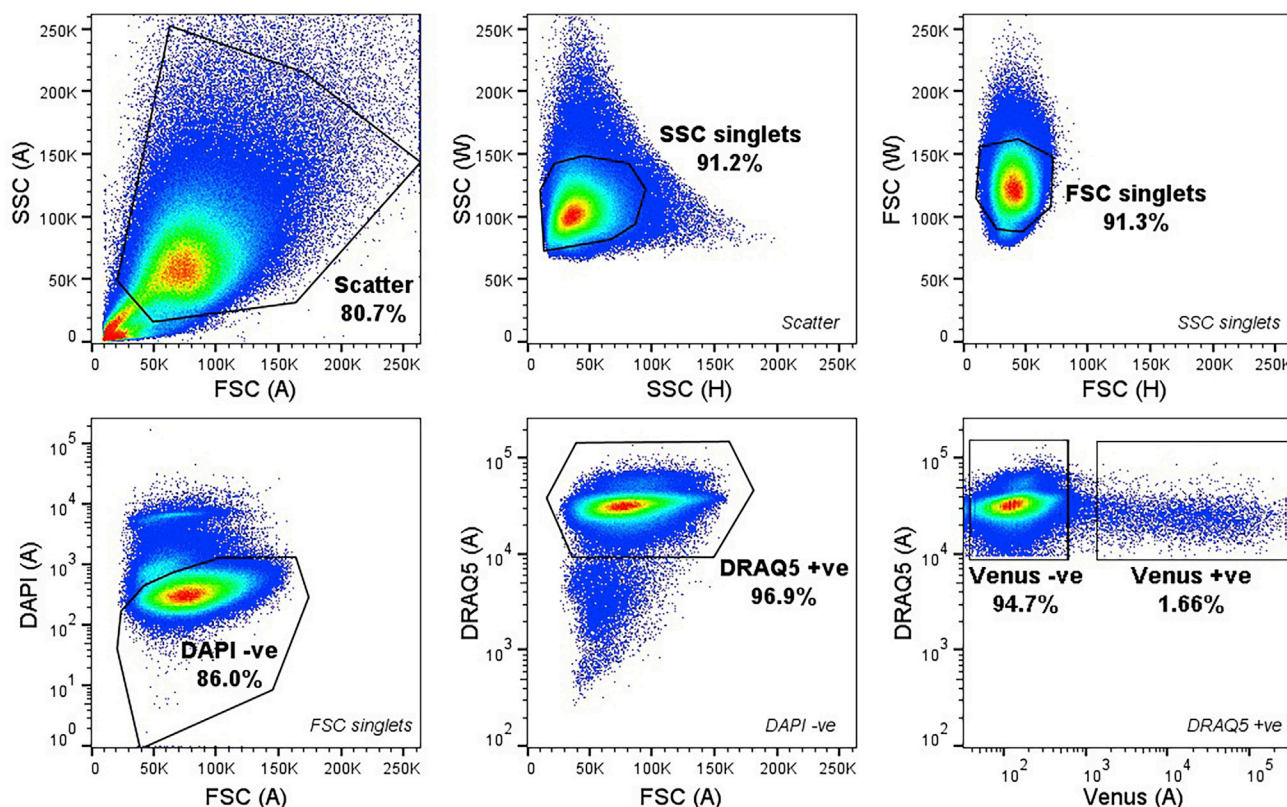 250K
200K
150K
100K
50K
0
SSC (A)
Scatter
80.7%
0 50K 100K 150K 200K 250K
FSC (A)
250K
200K
150K
100K
50K
0
SSC (W)
SSC singlets
91.2%
Scatter
0 50K 100K 150K 200K 250K
SSC (H)
250K
200K
150K
100K
50K
0
FSC (W)
FSC singlets
91.3%
SSC singlets
0 50K 100K 150K 200K 250K
FSC (H)
10^5
10^4
10^3
10^2
10^1
10^0
DAPI (A)
DAPI -ve
86.0%
FSC singlets
0 50K 100K 150K 200K 250K
FSC (A)
10^5
10^4
10^3
10^2
DRAQ5 (A)
DRAQ5 +ve
96.9%
DAPI -ve
0 50K 100K 150K 200K 250K
FSC (A)
10^5
10^4
10^3
10^2
DRAQ5 (A)
Venus -ve Venus +ve
94.7% 1.66%
DRAQ5 +ve
10^2 10^3 10^4 10^5
Venus (A)